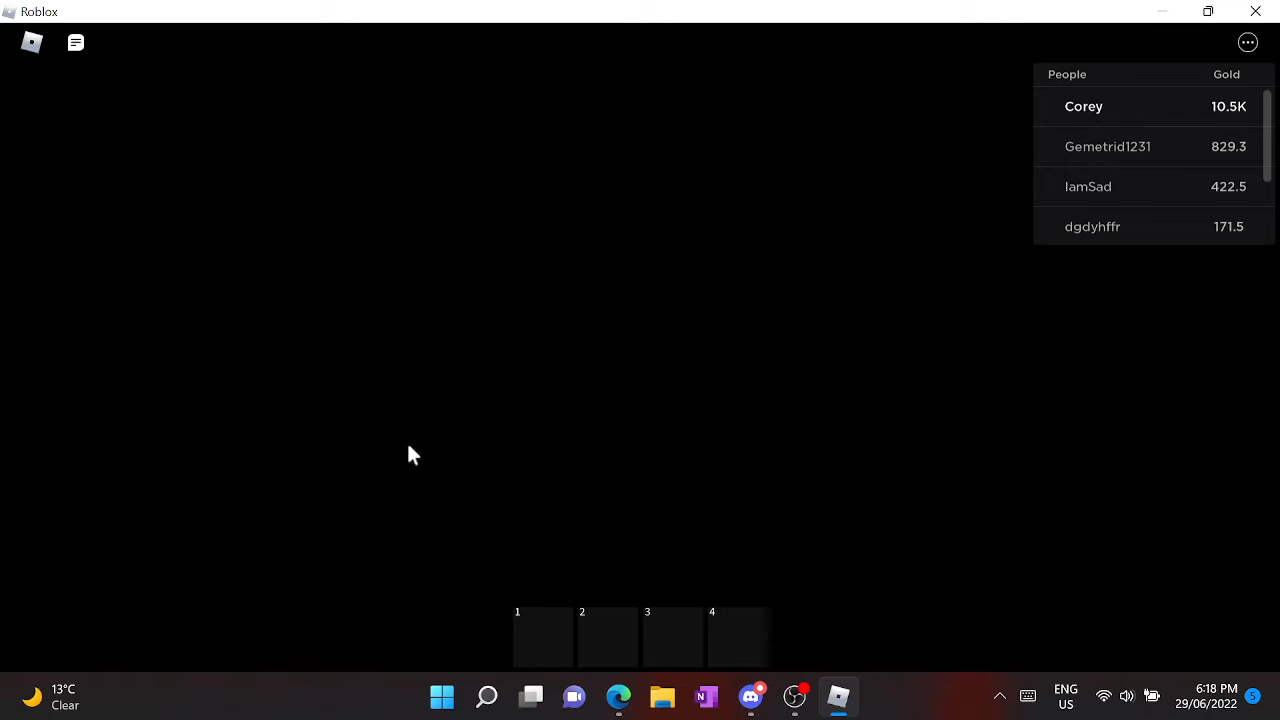 Roblox
People Gold
Corey 10.5K
Gemetrid1231 829.3
IamSad 422.5
dgdyhffr 171.5
1 2 3 4
13°C
Clear
ENG
US
6:18 PM
29/06/2022
5